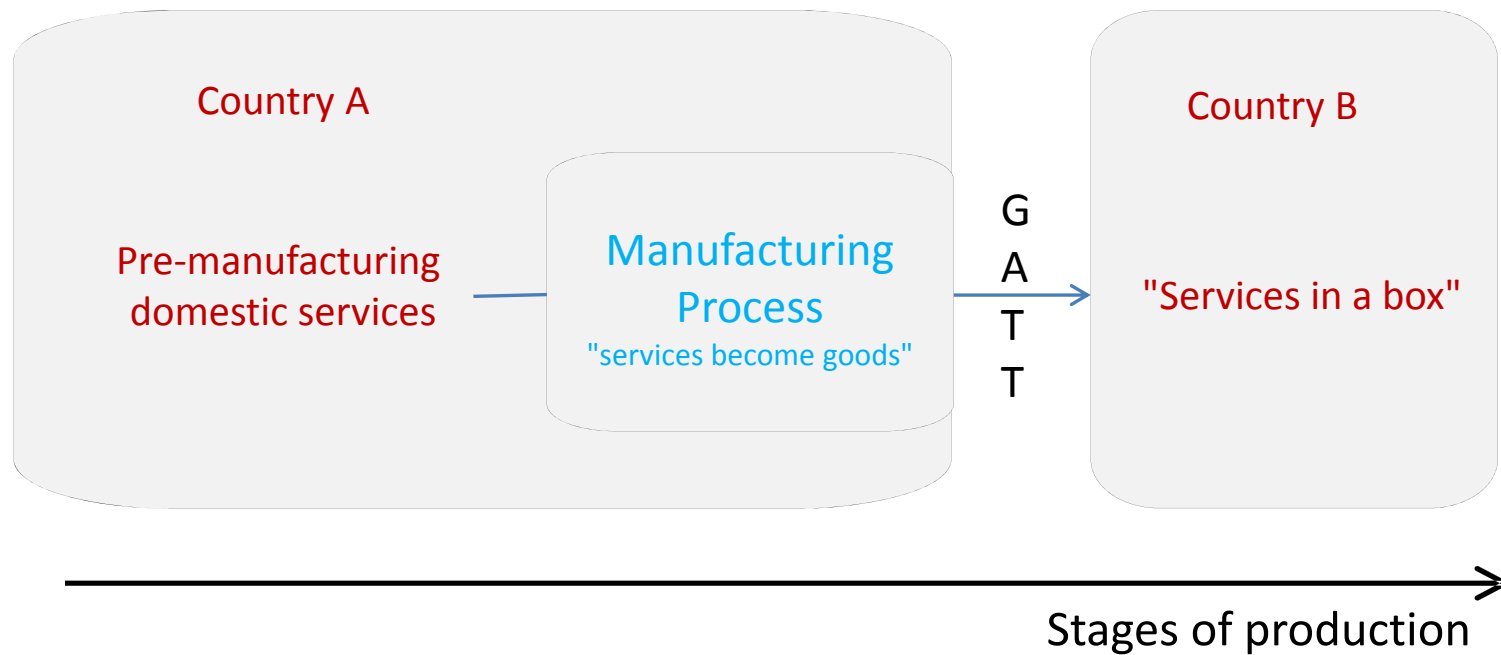 Country A
Country B
Pre-manufacturing
domestic services
Manufacturing
Process
"services become goods"
G
A
T
T
"Services in a box"
Stages of production